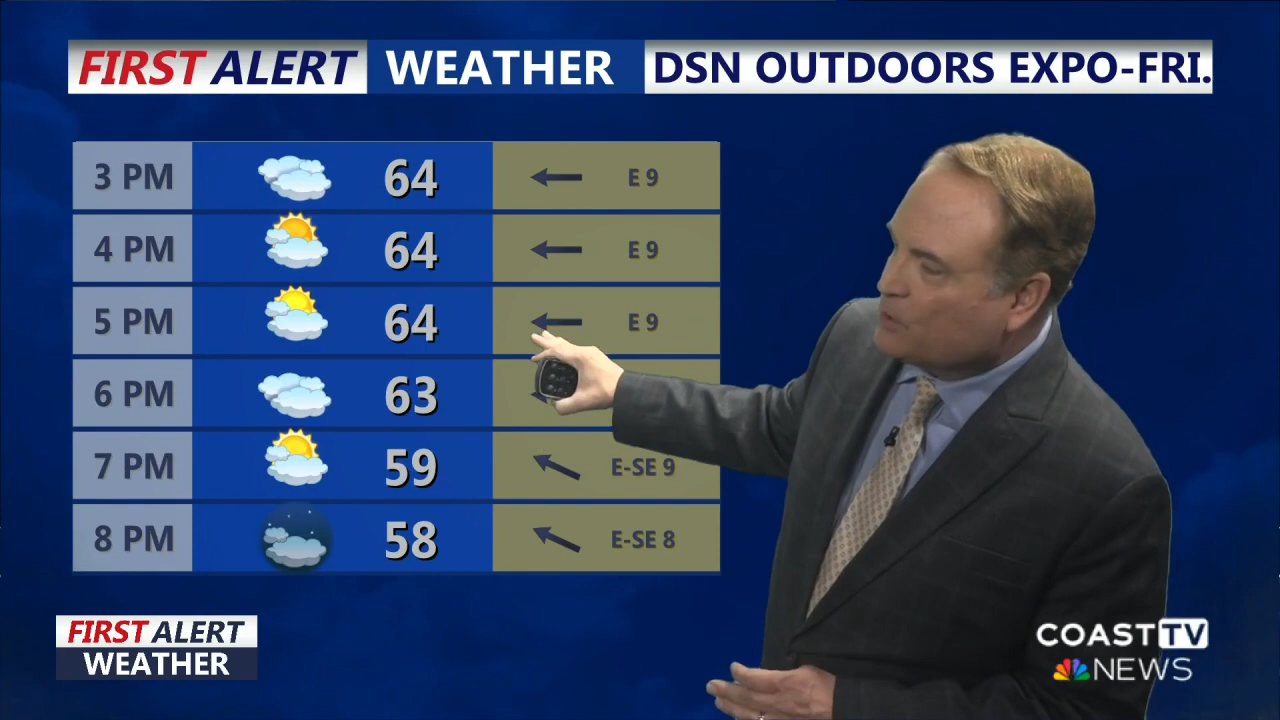 FIRST ALERT WEATHER DSN OUTDOORS EXPO-FRI.
3 PM 64 E 9
4 PM 64 E 9
5 PM 64 E 9
6 PM 63
7 PM 59 E-SE 9
8 PM 58 E-SE 8
FIRST ALERT
WEATHER
COAST TV
NEWS